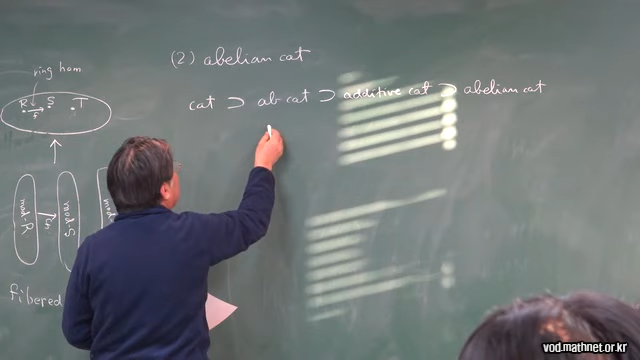 (2) abelian cat
cat ⊃ ab cat ⊃ additive cat ⊃ abelian cat
ring hom
R → S T
f
mod-R → mod-S mod
fibered
vod.mathnet.or.kr